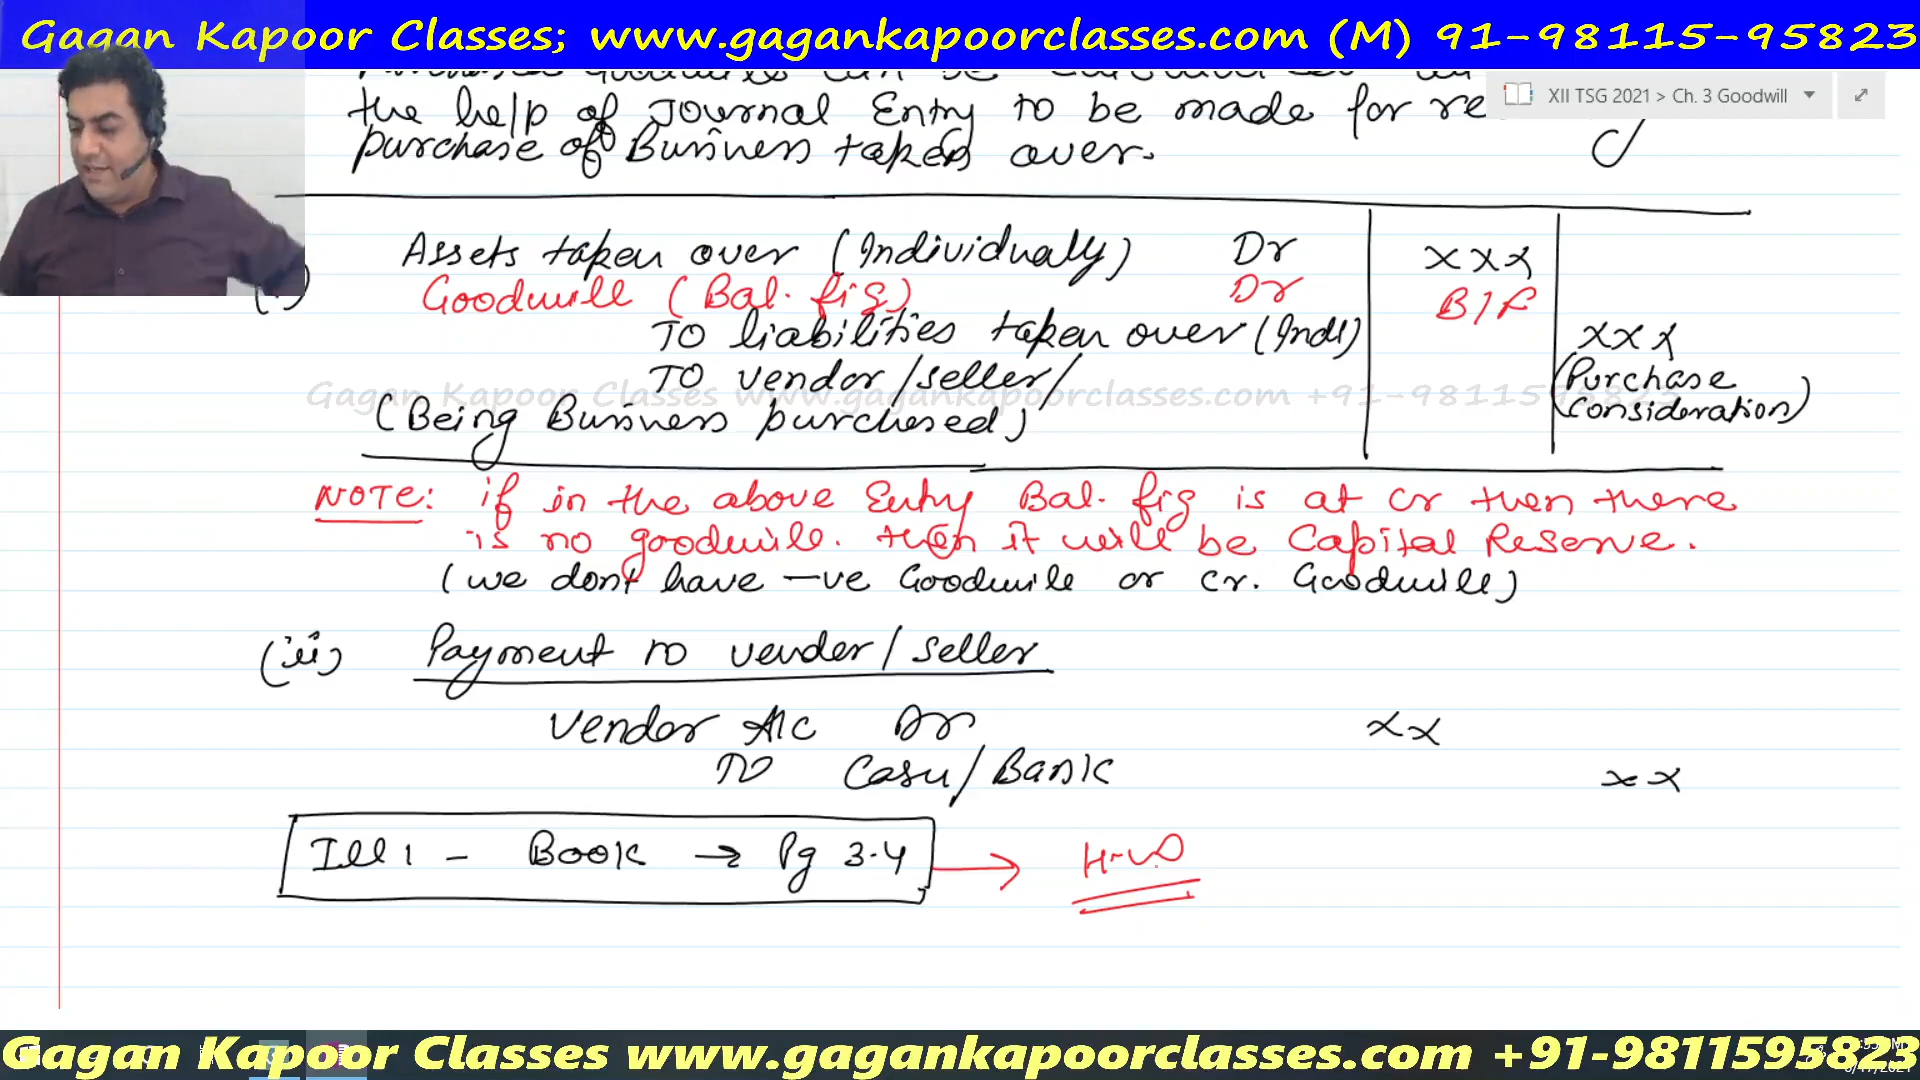 Gagan Kapoor Classes; www.gagankapoorclasses.com (M) 91-98115-95823
XII TSG 2021 > Ch. 3 Goodwill
the help of Journal Entry to be made for
purchase of Business taken over.
Assets taken over (Individualy) Dr xxx
Goodwill (Bal. fig) Dr B/F
TO liabilities taken over (Indl) xxx
TO vendor/seller/ (Purchase
Gagan Kapoor Classes www.gagankapoorclasses.com +91-9811595823
(Being Business purchased) consideration)
NOTE: if in the above Entry Bal. fig is at cr then there
is no goodwill. then it will be Capital Reserve.
(we dont have -ve Goodwill or cr. Goodwill)
(ii) Payment to vender/seller
Vender A/c Dr xx
To Cash/Bank xx
Ill 1 - Book → Pg 3.4 → H.W
Gagan Kapoor Classes www.gagankapoorclasses.com +91-9811595823